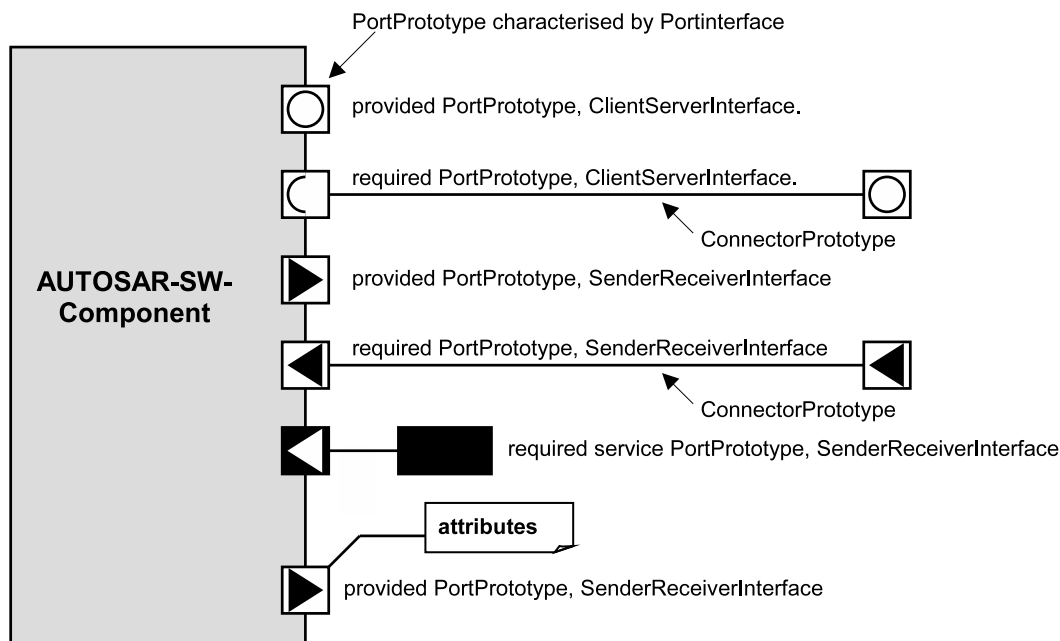 PortPrototype characterised by Portinterface
provided PortPrototype, ClientServerInterface.
required PortPrototype, ClientServerInterface.
ConnectorPrototype
AUTOSAR-SW-
Component
provided PortPrototype, SenderReceiverInterface
required PortPrototype, SenderReceiverInterface
ConnectorPrototype
required service PortPrototype, SenderReceiverInterface
attributes
provided PortPrototype, SenderReceiverInterface